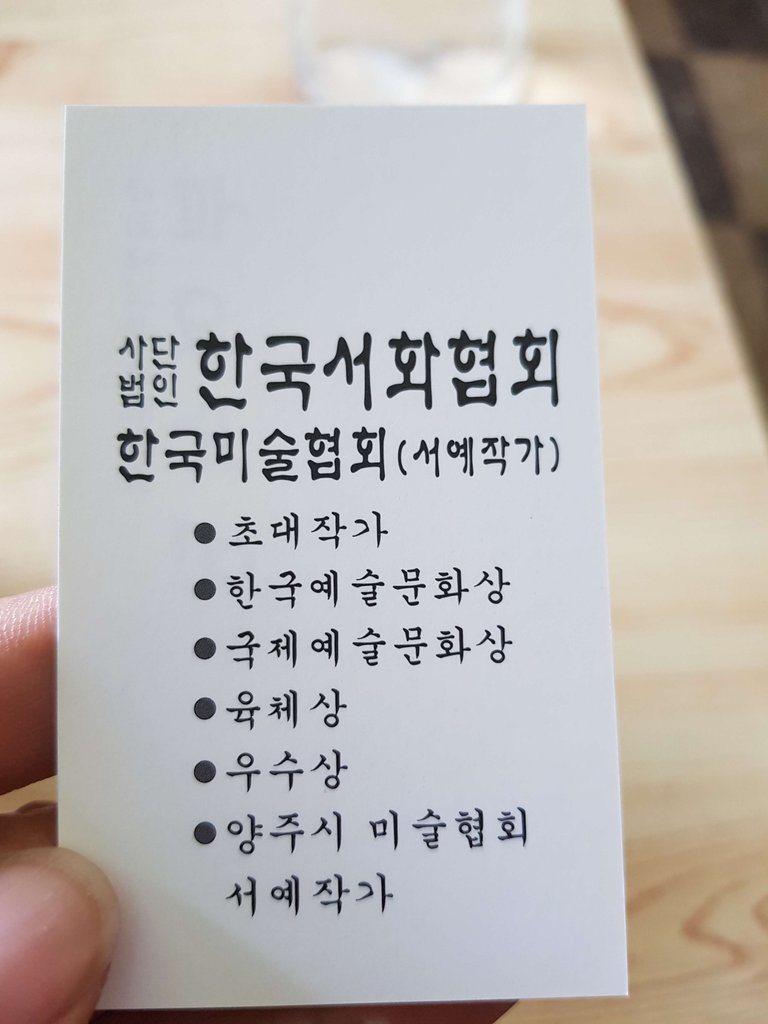 사단법인 한국서화협회
한국미술협회(서예작가)
●초대작가
●한국예술문화상
●국제예술문화상
●육체상
●우수상
●양주시 미술협회
서예작가